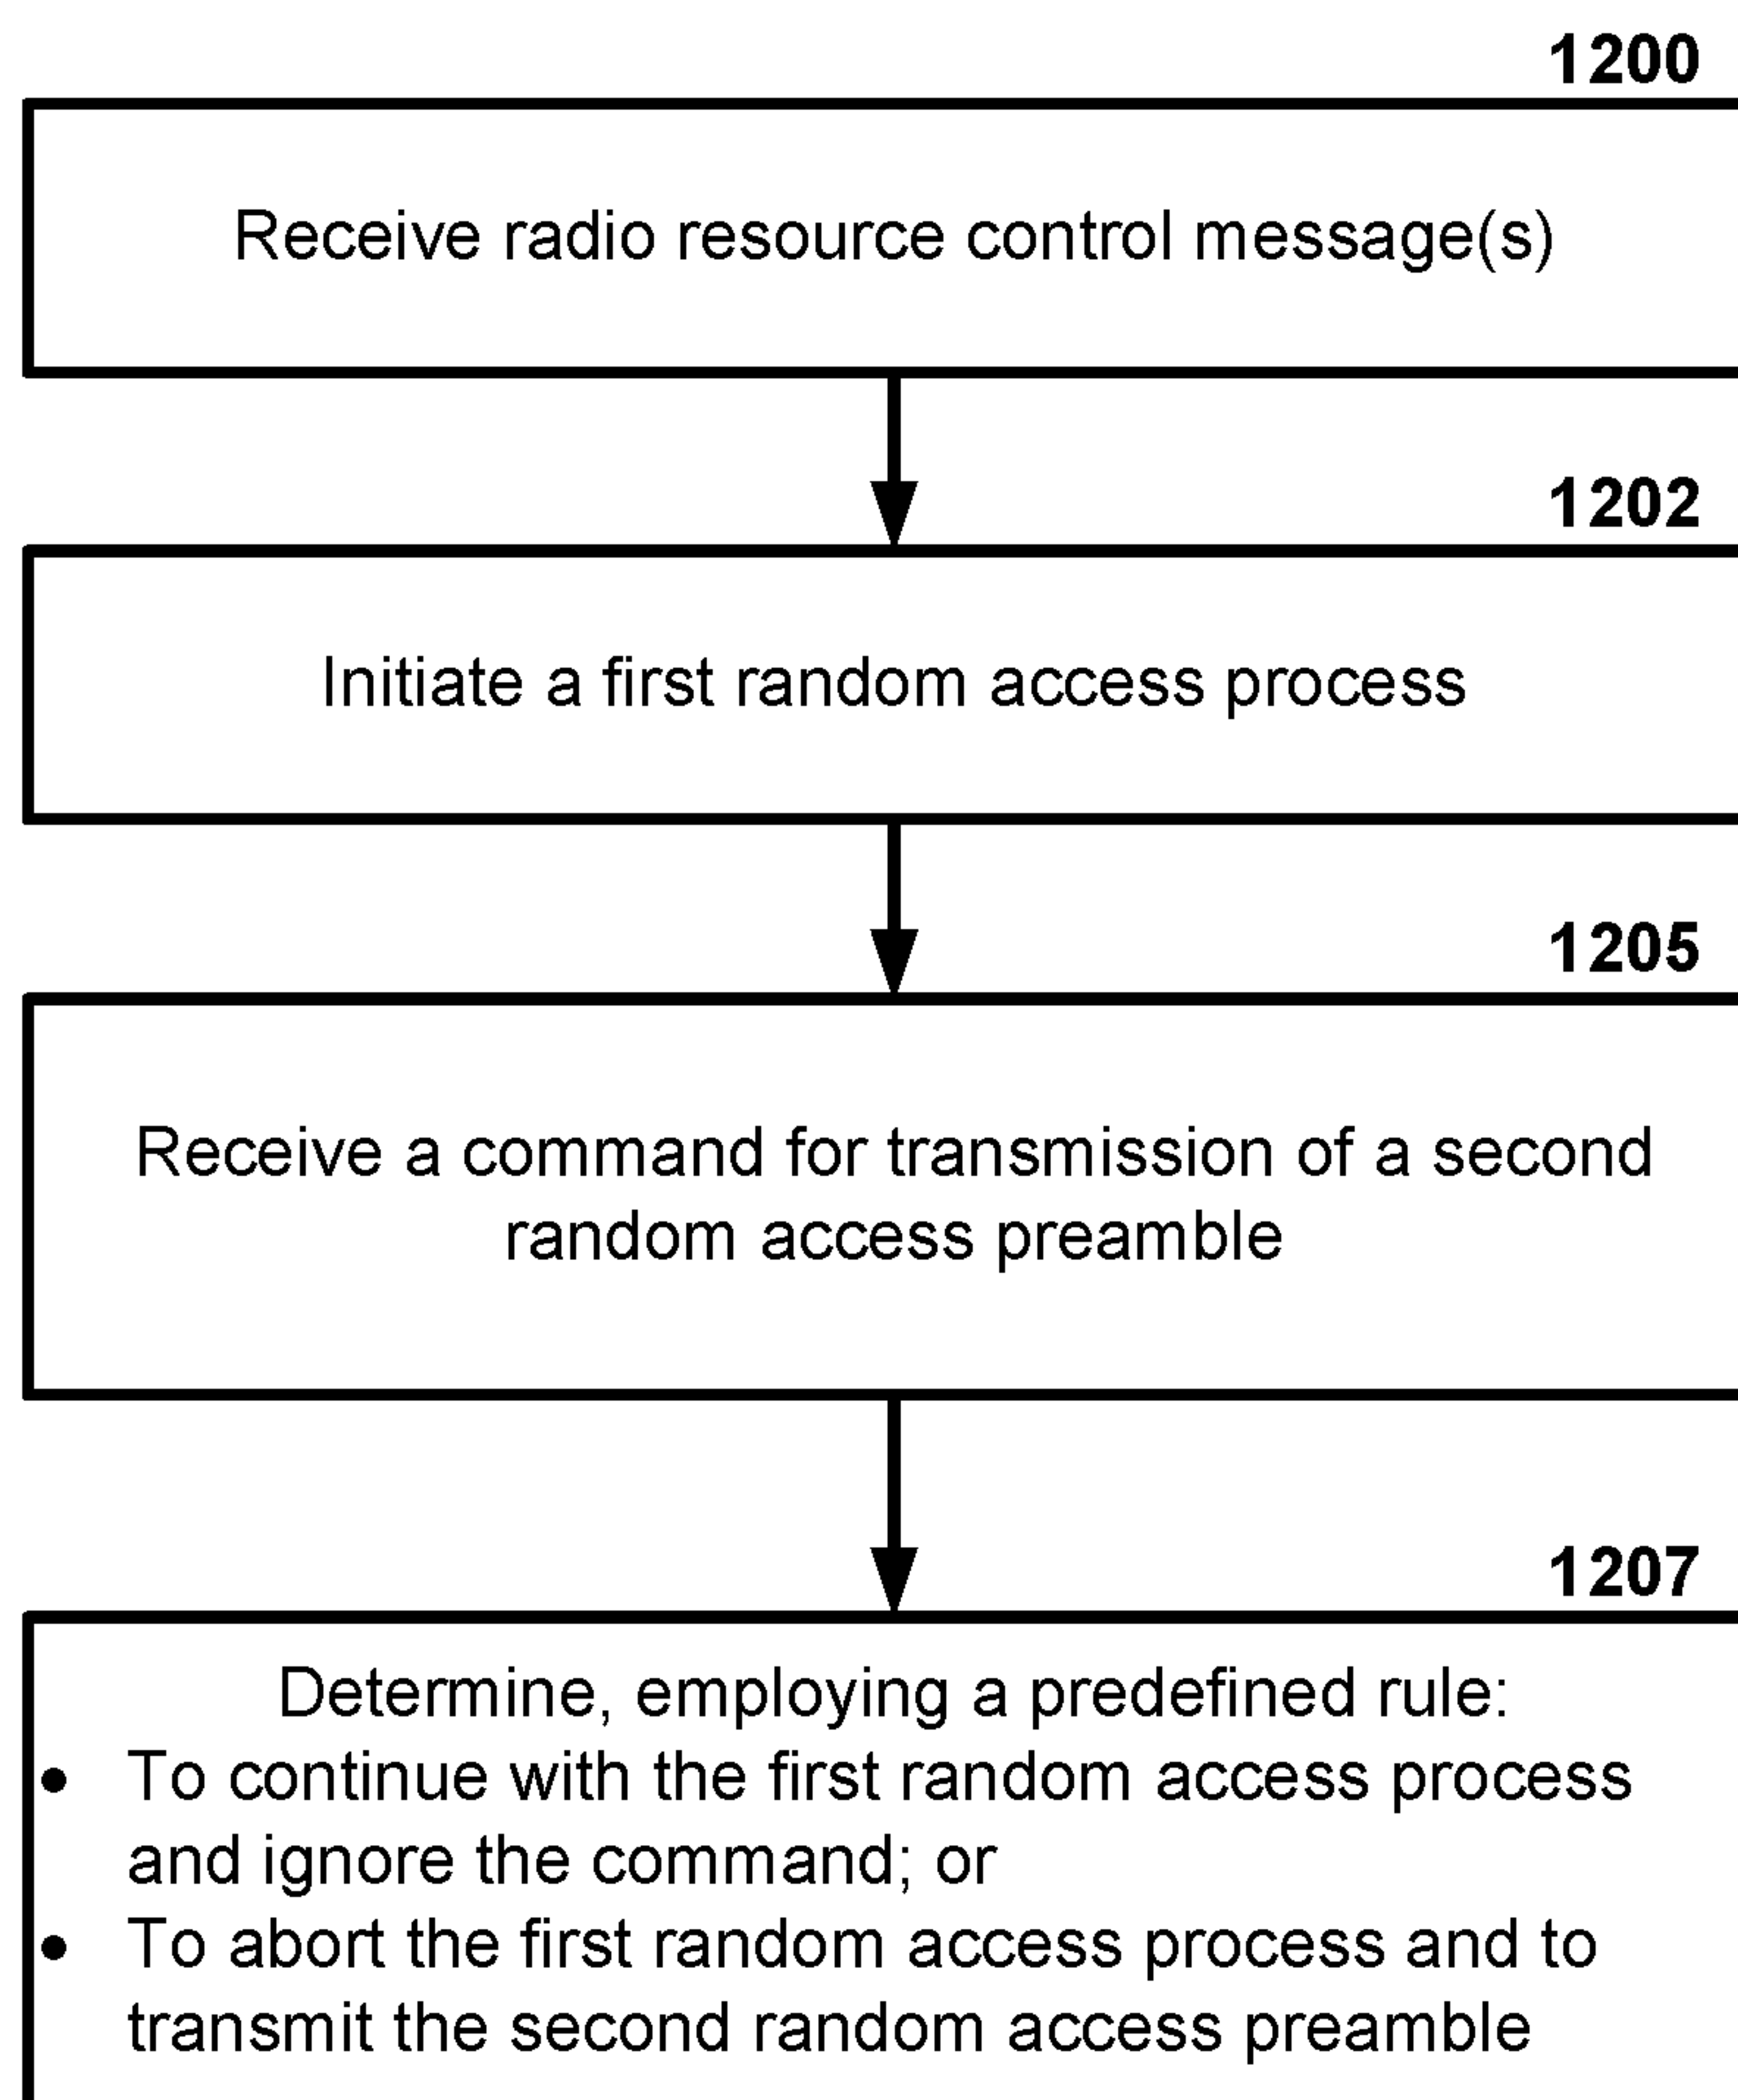 1200
Receive radio resource control message(s)
1202
Initiate a first random access process
1205
Receive a command for transmission of a second
random access preamble
1207
Determine, employing a predefined rule:
• To continue with the first random access process
and ignore the command; or
• To abort the first random access process and to
transmit the second random access preamble